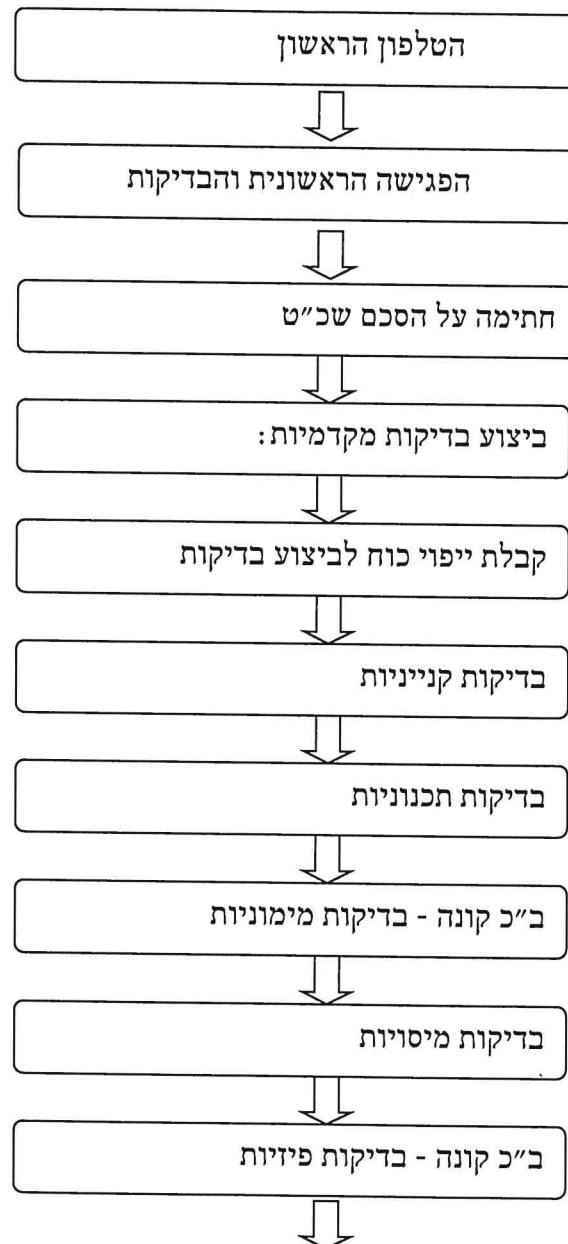 הטלפון הראשון
הפגישה הראשונית והבדיקות
חתימה על הסכם שכ״ט
ביצוע בדיקות מקדמיות:
קבלת ייפוי כוח לביצוע בדיקות
בדיקות קנייניות
בדיקות תכנוניות
ב״כ קונה - בדיקות מימוניות
בדיקות מיסויות
ב״כ קונה - בדיקות פיזיות